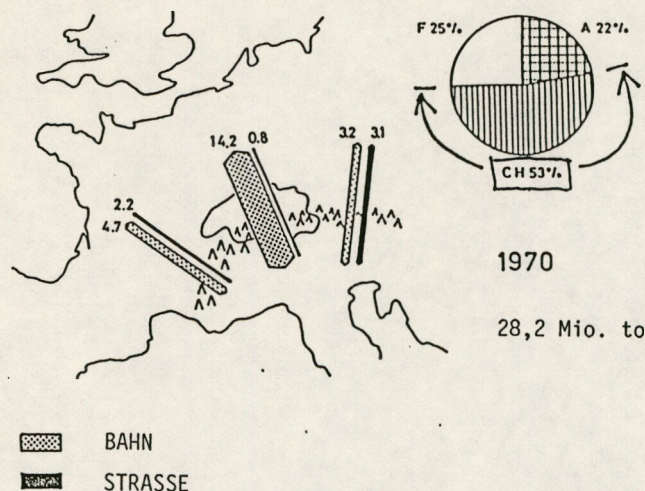 F 25%
A 22%
CH 53%
14,2
0.8
3.2
3.1
2.2
4.7
1970
28,2 Mio. to
BAHN
STRASSE